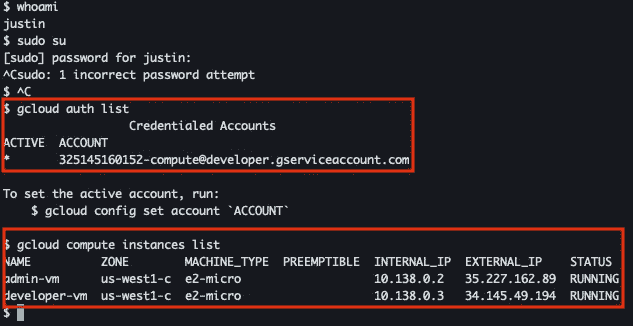 $ whoami
justin
$ sudo su
[sudo] password for justin:
^Csudo: 1 incorrect password attempt
$ ^C
$ gcloud auth list
Credentialed Accounts
ACTIVE ACCOUNT
* 325145160152-compute@developer.gserviceaccount.com
To set the active account, run:
$ gcloud config set account `ACCOUNT`
$ gcloud compute instances list
NAME ZONE MACHINE_TYPE PREEMPTIBLE INTERNAL_IP EXTERNAL_IP STATUS
admin-vm us-west1-c e2-micro 10.138.0.2 35.227.162.89 RUNNING
developer-vm us-west1-c e2-micro 10.138.0.3 34.145.49.194 RUNNING
$